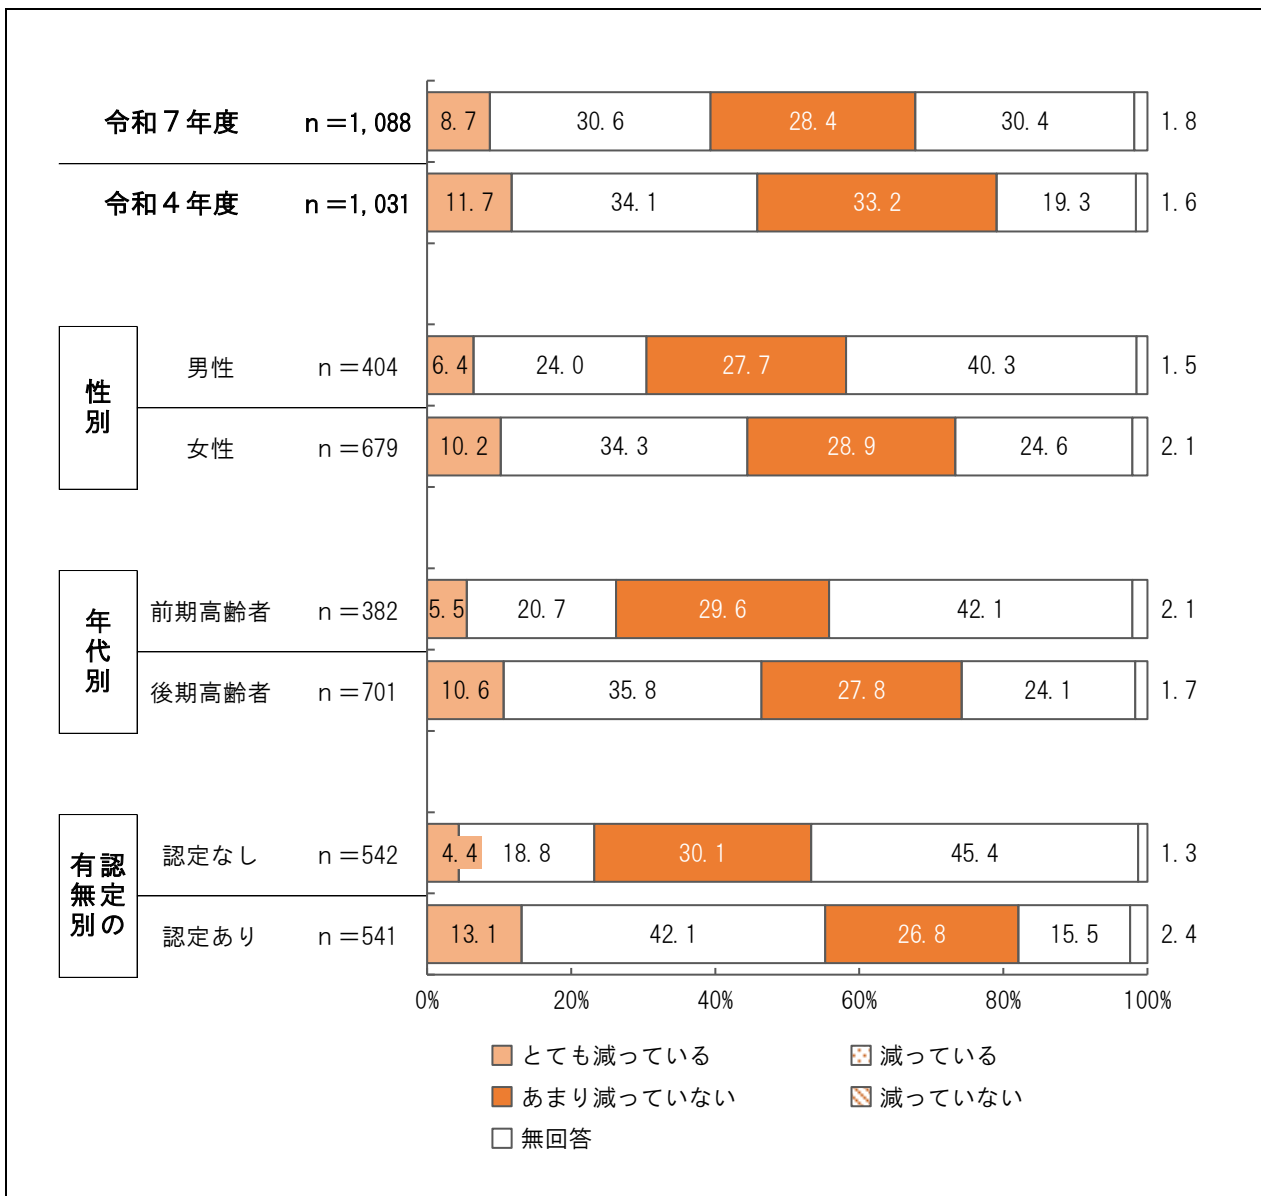 令和７年度 n＝1,088 8.7 30.6 28.4 30.4 1.8
令和４年度 n＝1,031 11.7 34.1 33.2 19.3 1.6
性別
男性 n＝404 6.4 24.0 27.7 40.3 1.5
女性 n＝679 10.2 34.3 28.9 24.6 2.1
年代別
前期高齢者 n＝382 5.5 20.7 29.6 42.1 2.1
後期高齢者 n＝701 10.6 35.8 27.8 24.1 1.7
認定の有無別
認定なし n＝542 4.4 18.8 30.1 45.4 1.3
認定あり n＝541 13.1 42.1 26.8 15.5 2.4
0% 20% 40% 60% 80% 100%
とても減っている 減っている
あまり減っていない 減っていない
無回答